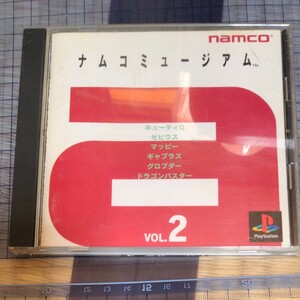 namco
ナムコミュージアム™
キューティQ
ゼビウス
マッピー
ギャプラス
グロブダー
ドラゴンバスター
VOL.2
PlayStation